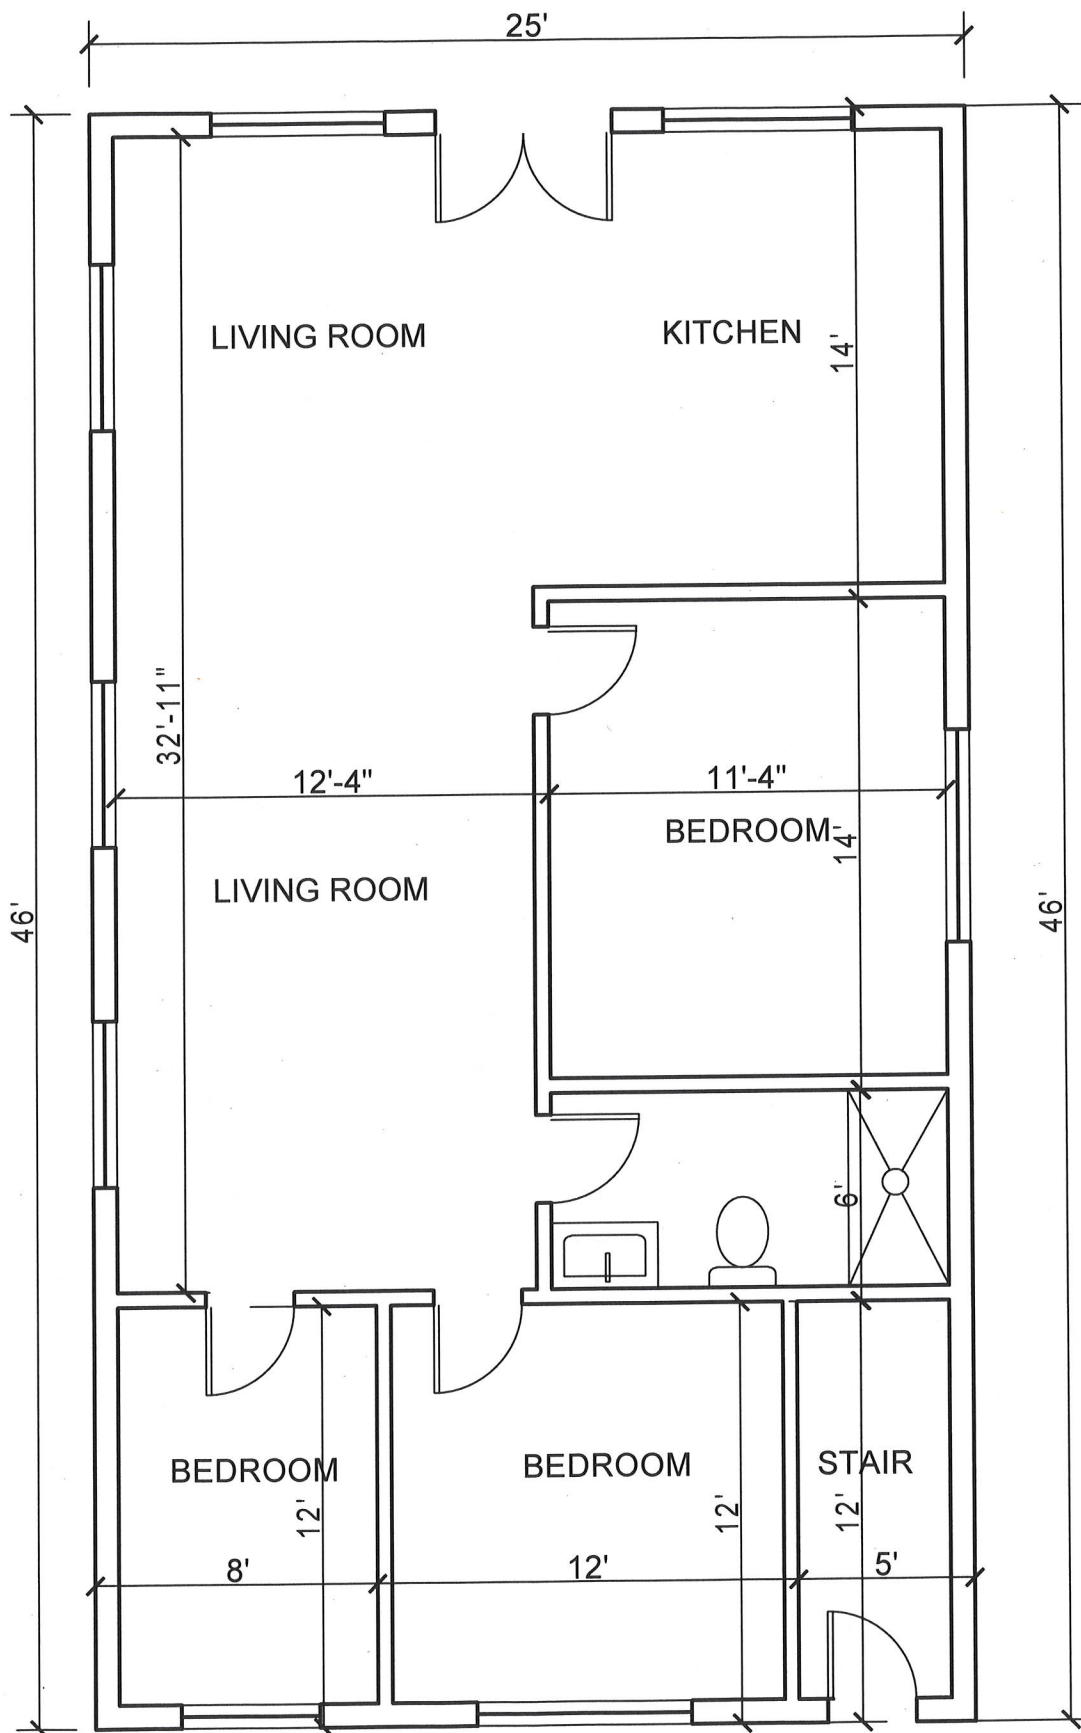 25'
LIVING ROOM
KITCHEN
14'
32'-11"
12'-4"
11'-4"
BEDROOM
14'
LIVING ROOM
46'
46'
6'
BEDROOM
BEDROOM
STAIR
12'
12'
12'
8'
12'
5'